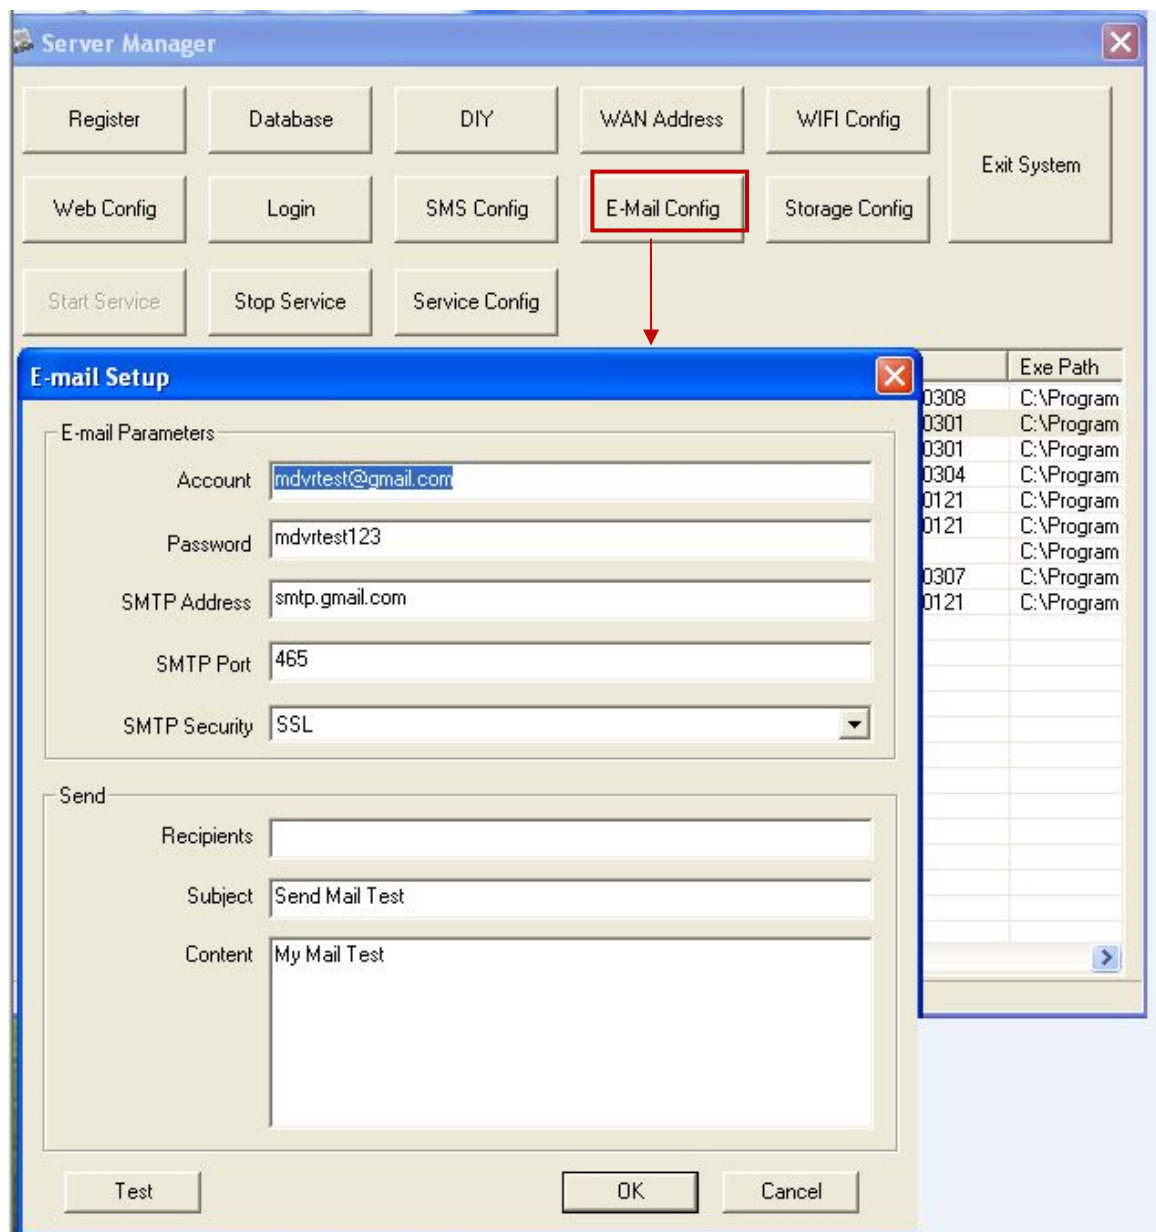 Server Manager
Register Database DIY WAN Address WIFI Config
Exit System
Web Config Login SMS Config E-Mail Config Storage Config
Start Service Stop Service Service Config
Exe Path
E-mail Setup
0308 C:\Program
0301 C:\Program
0301 C:\Program
0304 C:\Program
0121 C:\Program
0121 C:\Program
C:\Program
0307 C:\Program
0121 C:\Program
E-mail Parameters
Account mdvrtest@gmail.com
Password mdvrtest123
SMTP Address smtp.gmail.com
SMTP Port 465
SMTP Security SSL
Send
Recipients
Subject Send Mail Test
Content My Mail Test
Test OK Cancel